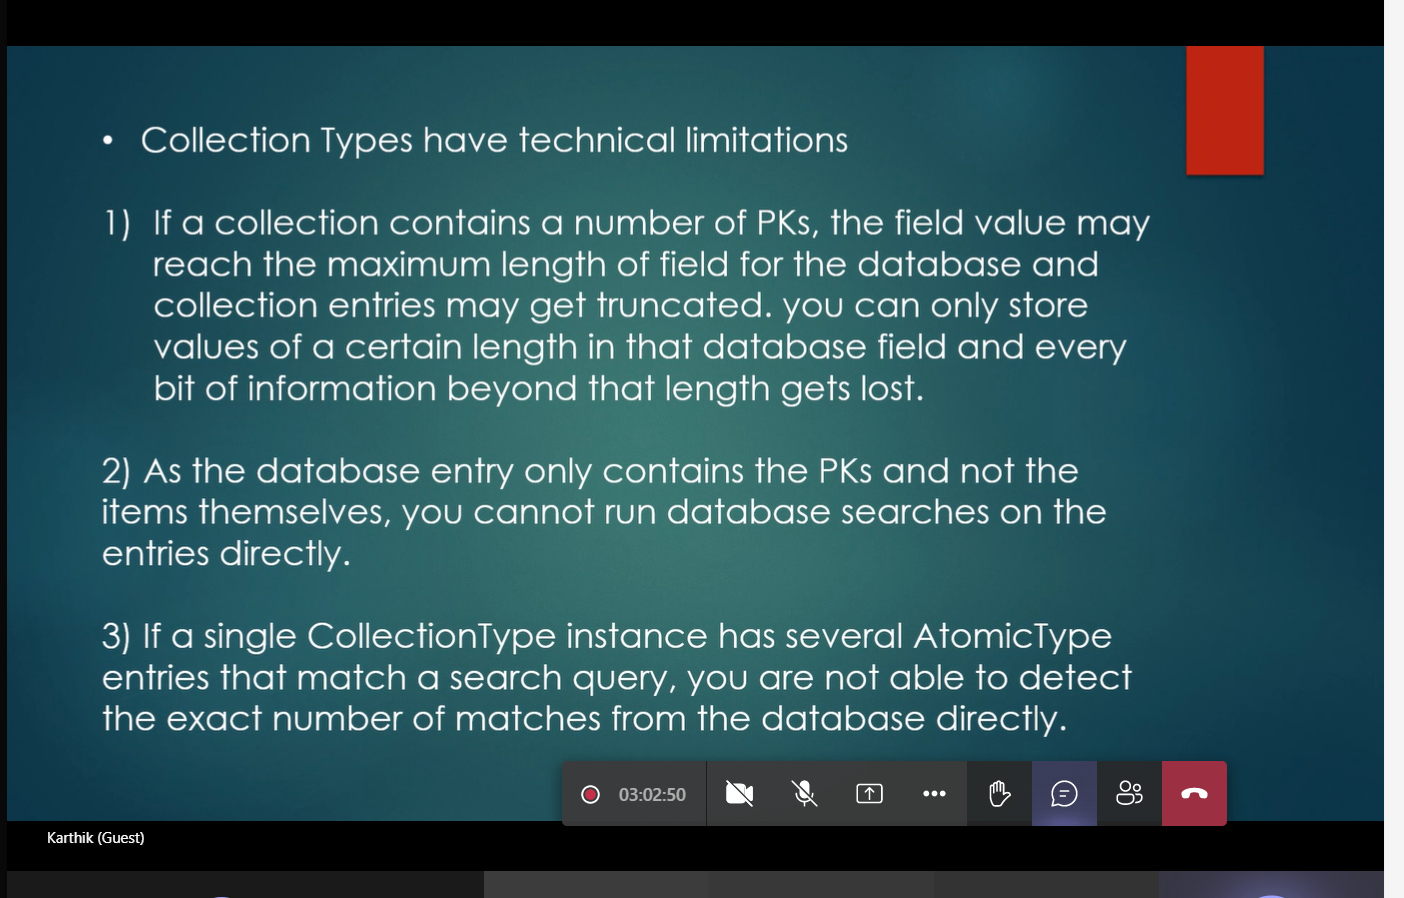 • Collection Types have technical limitations
1) If a collection contains a number of PKs, the field value may
reach the maximum length of field for the database and
collection entries may get truncated. you can only store
values of a certain length in that database field and every
bit of information beyond that length gets lost.
2) As the database entry only contains the PKs and not the
items themselves, you cannot run database searches on the
entries directly.
3) If a single CollectionType instance has several AtomicType
entries that match a search query, you are not able to detect
the exact number of matches from the database directly.
03:02:50
Karthik (Guest)